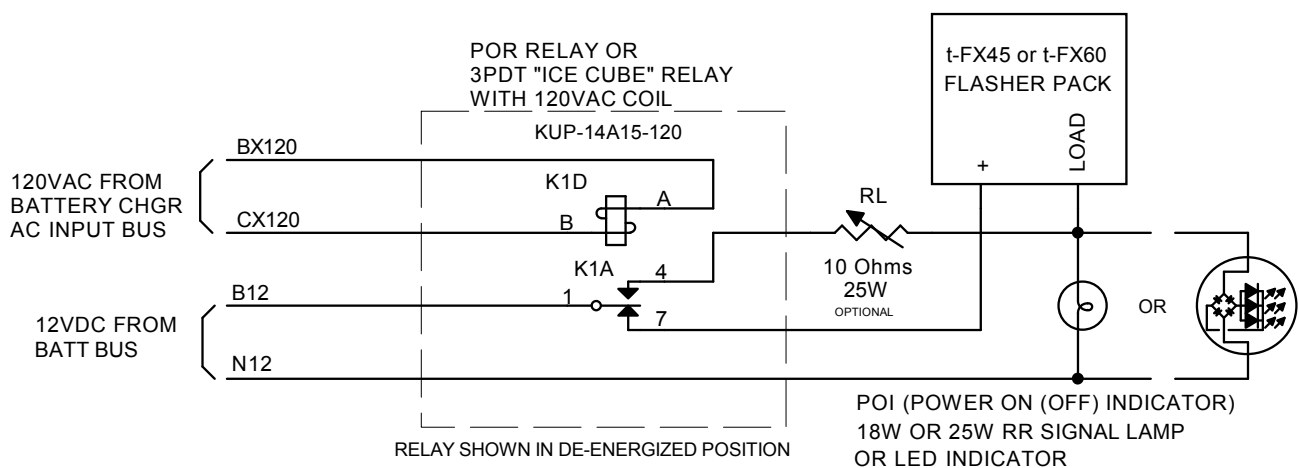 POR RELAY OR
3PDT "ICE CUBE" RELAY
WITH 120VAC COIL
KUP-14A15-120
t-FX45 or t-FX60
FLASHER PACK
+
LOAD
120VAC FROM
BATTERY CHGR
AC INPUT BUS
BX120
CX120
K1D
A
B
K1A
4
1
7
RL
10 Ohms
25W
OPTIONAL
12VDC FROM
BATT BUS
B12
N12
OR
RELAY SHOWN IN DE-ENERGIZED POSITION
POI (POWER ON (OFF) INDICATOR)
18W OR 25W RR SIGNAL LAMP
OR LED INDICATOR